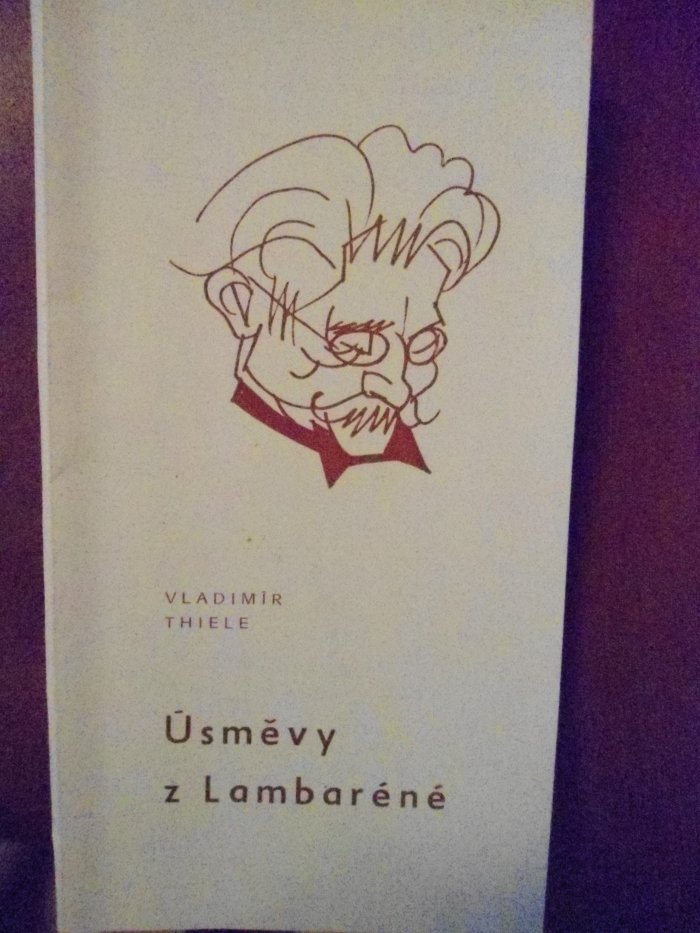 VLADIMÍR
THIELE
Úsměvy
z Lambaréné